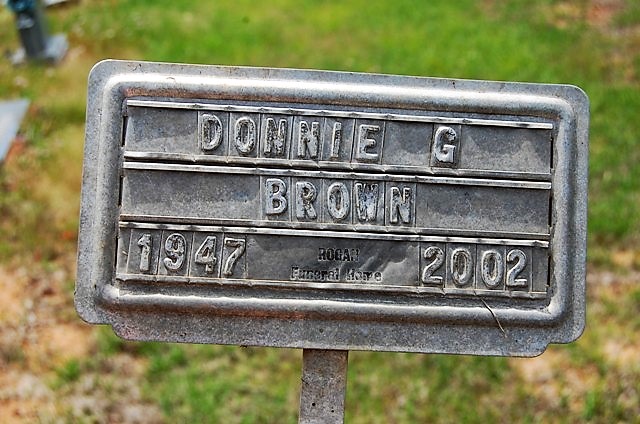 DONNIE G
BROWN
1947 2002
ROGAN
Funeral Home